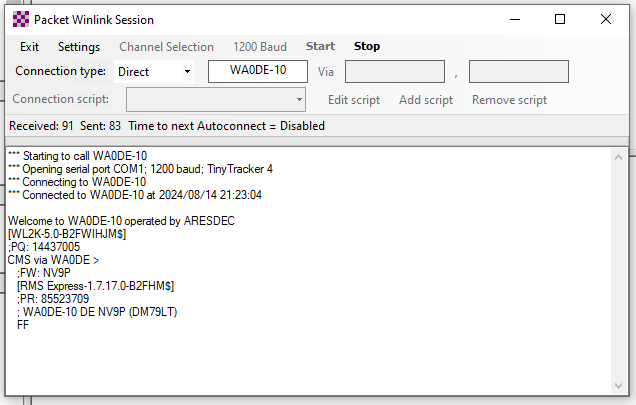 Packet Winlink Session
Exit Settings Channel Selection 1200 Baud Start Stop
Connection type: Direct WA0DE-10 Via ,
Connection script: Edit script Add script Remove script
Received: 91 Sent: 83 Time to next Autoconnect = Disabled
*** Starting to call WA0DE-10
*** Opening serial port COM1; 1200 baud; TinyTracker 4
*** Connecting to WA0DE-10
*** Connected to WA0DE-10 at 2024/08/14 21:23:04
Welcome to WA0DE-10 operated by ARESDEC
[WL2K-5.0-B2FWIHJM$]
;PQ: 14437005
CMS via WA0DE >
;FW: NV9P
[RMS Express-1.7.17.0-B2FHM$]
;PR: 85523709
; WA0DE-10 DE NV9P (DM79LT)
FF